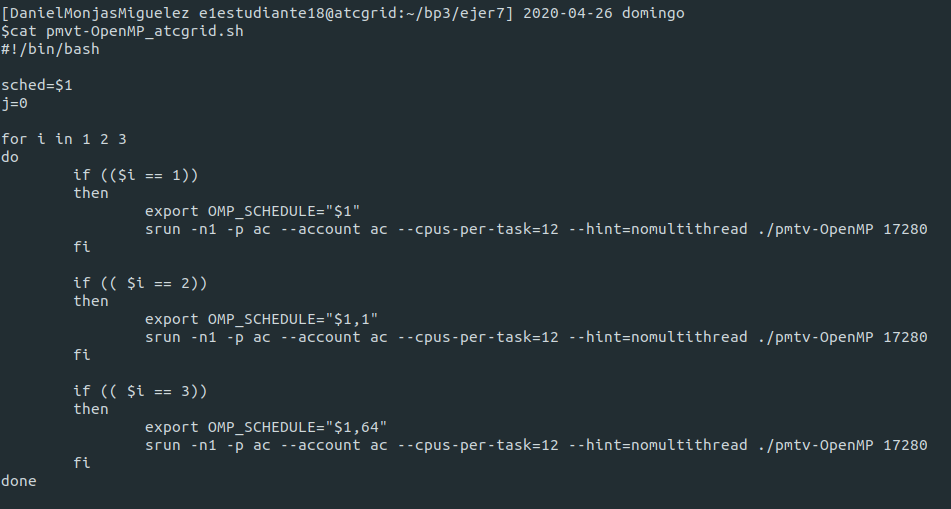 [DanielMonjasMiguelez e1estudiante18@atcgrid:~/bp3/ejer7] 2020-04-26 domingo
$cat pmvt-OpenMP_atcgrid.sh
#!/bin/bash

sched=$1
j=0

for i in 1 2 3
do
        if (($i == 1))
        then
                export OMP_SCHEDULE="$1"
                srun -n1 -p ac --account ac --cpus-per-task=12 --hint=nomultithread ./pmtv-OpenMP 17280
        fi

        if (( $i == 2))
        then
                export OMP_SCHEDULE="$1,1"
                srun -n1 -p ac --account ac --cpus-per-task=12 --hint=nomultithread ./pmtv-OpenMP 17280
        fi

        if (( $i == 3))
        then
                export OMP_SCHEDULE="$1,64"
                srun -n1 -p ac --account ac --cpus-per-task=12 --hint=nomultithread ./pmtv-OpenMP 17280
        fi
done